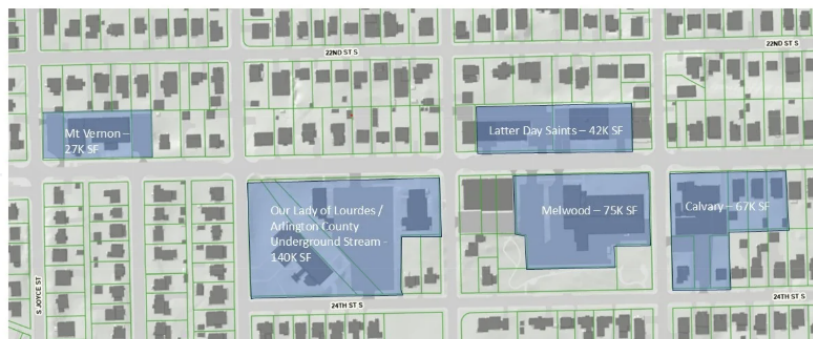 22ND ST S
22ND ST S
Mt Vernon –
27K SF
Latter Day Saints – 42K SF
Our Lady of Lourdes /
Arlington County
Underground Stream -
140K SF
Melwood – 75K SF
Calvary – 67K SF
S JOYCE ST
24TH ST S
24TH ST S